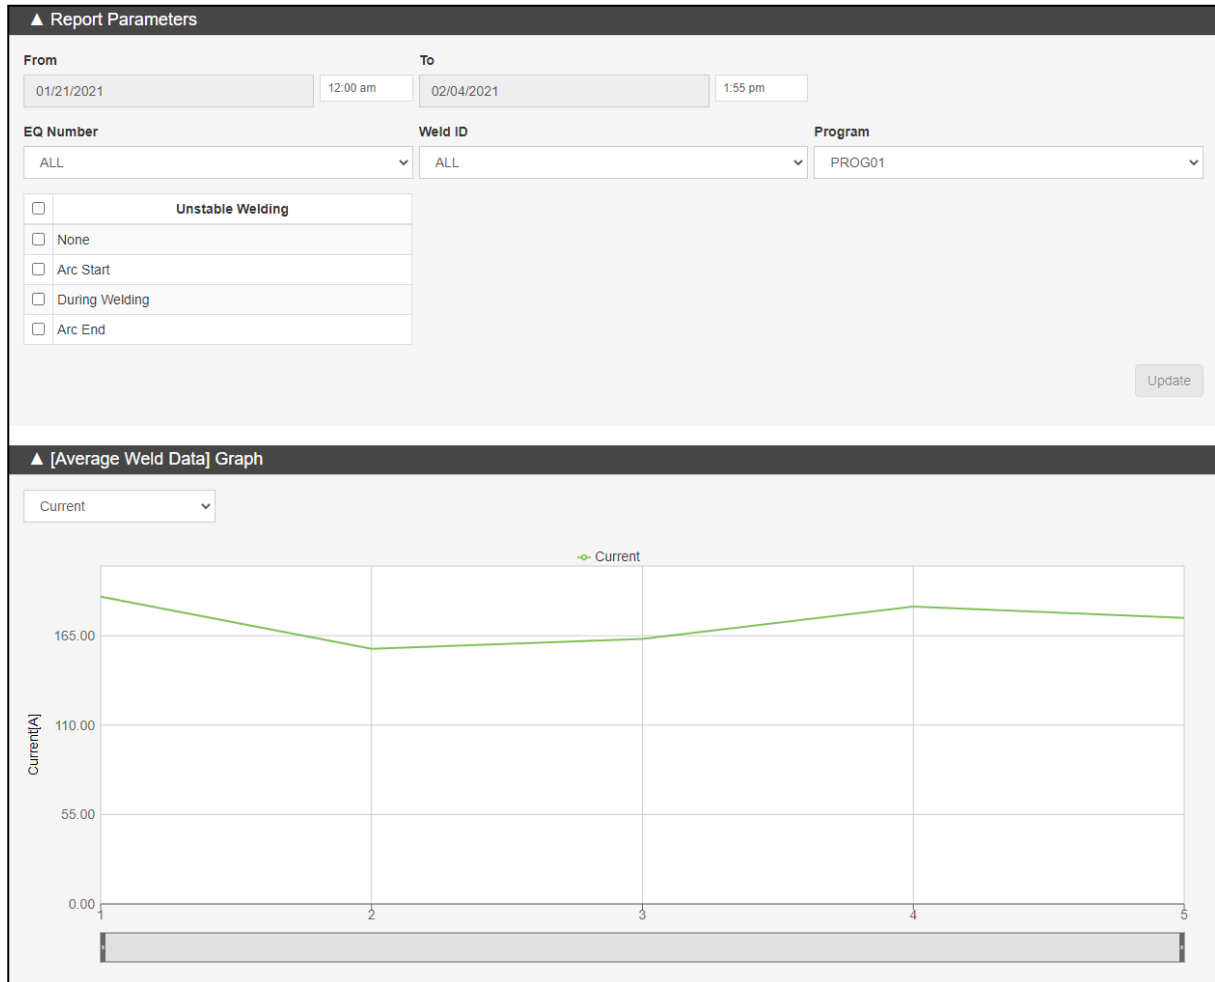 ▲ Report Parameters
From To
01/21/2021 12:00 am 02/04/2021 1:55 pm
EQ Number Weld ID Program
ALL ALL PROG01
Unstable Welding
None
Arc Start
During Welding
Arc End
Update
▲ [Average Weld Data] Graph
Current
Current
165.00
110.00
Current[A]
55.00
0.00
1 2 3 4 5